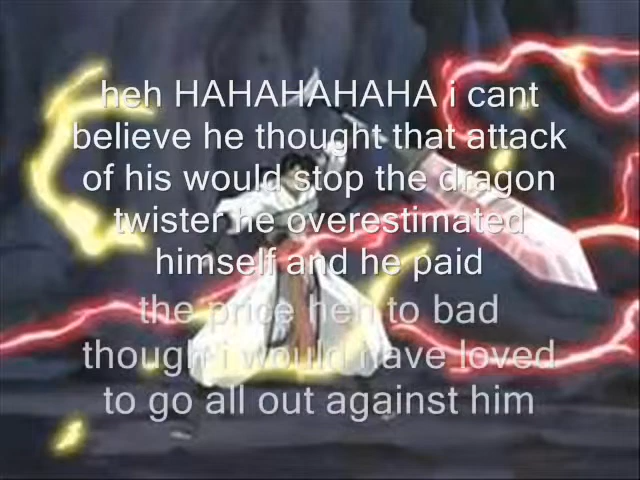 heh HAHAHAHAHA i cant
believe he thought that attack
of his would stop the dragon
twister he overestimated
himself and he paid
the price heh to bad
though i would have loved
to go all out against him